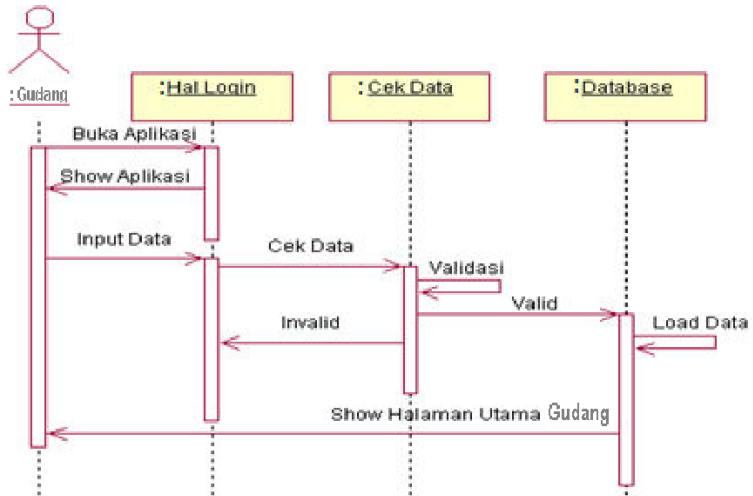 :Gudang
:Hal Login
:Cek Data
:Database
Buka Aplikasi
Show Aplikasi
Input Data
Cek Data
Validasi
Valid
Invalid
Load Data
Show Halaman Utama Gudang